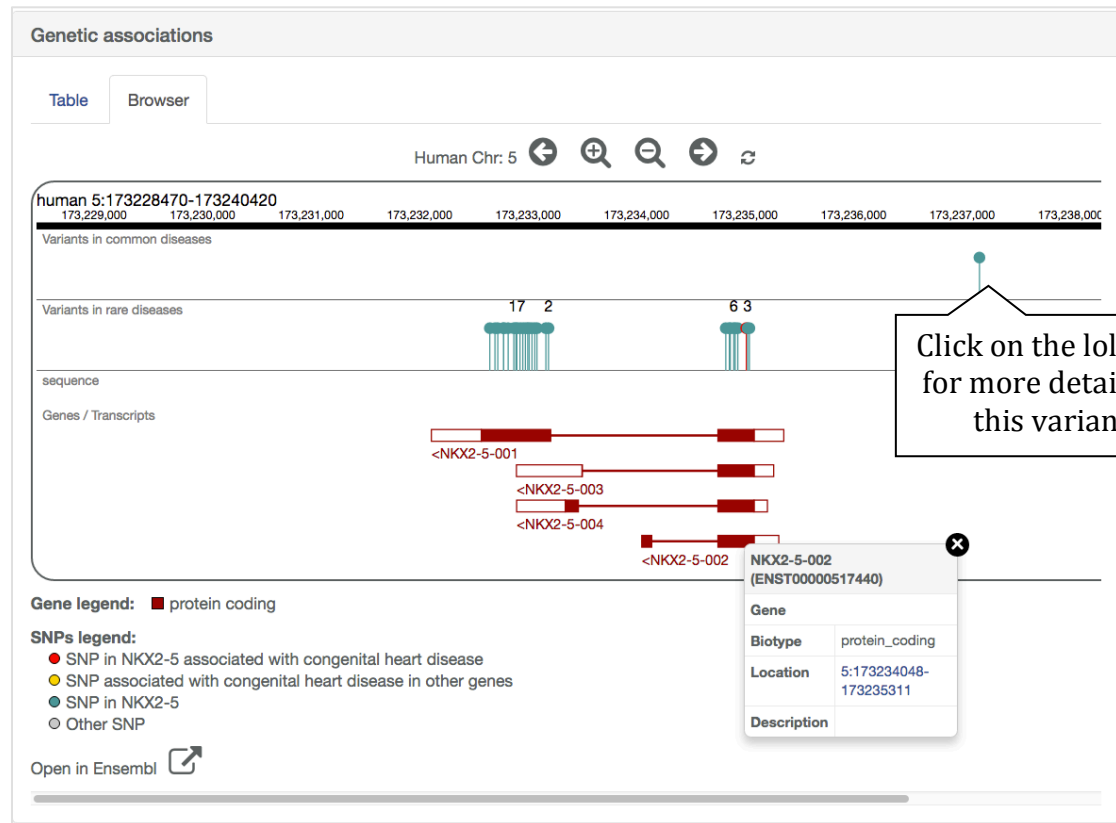 Genetic associations
Table Browser
Human Chr: 5
human 5:173228470-173240420
173,229,000 173,230,000 173,231,000 173,232,000 173,233,000 173,234,000 173,235,000 173,236,000 173,237,000 173,238,000
Variants in common diseases
Variants in rare diseases
17 2 6 3
Click on the lol
for more detai
this varian
sequence
Genes / Transcripts
<NKX2-5-001
<NKX2-5-003
<NKX2-5-004
<NKX2-5-002
NKX2-5-002
(ENST00000517440)
Gene
Biotype protein_coding
Location 5:173234048-
173235311
Description
Gene legend: protein coding
SNPs legend:
SNP in NKX2-5 associated with congenital heart disease
SNP associated with congenital heart disease in other genes
SNP in NKX2-5
Other SNP
Open in Ensembl